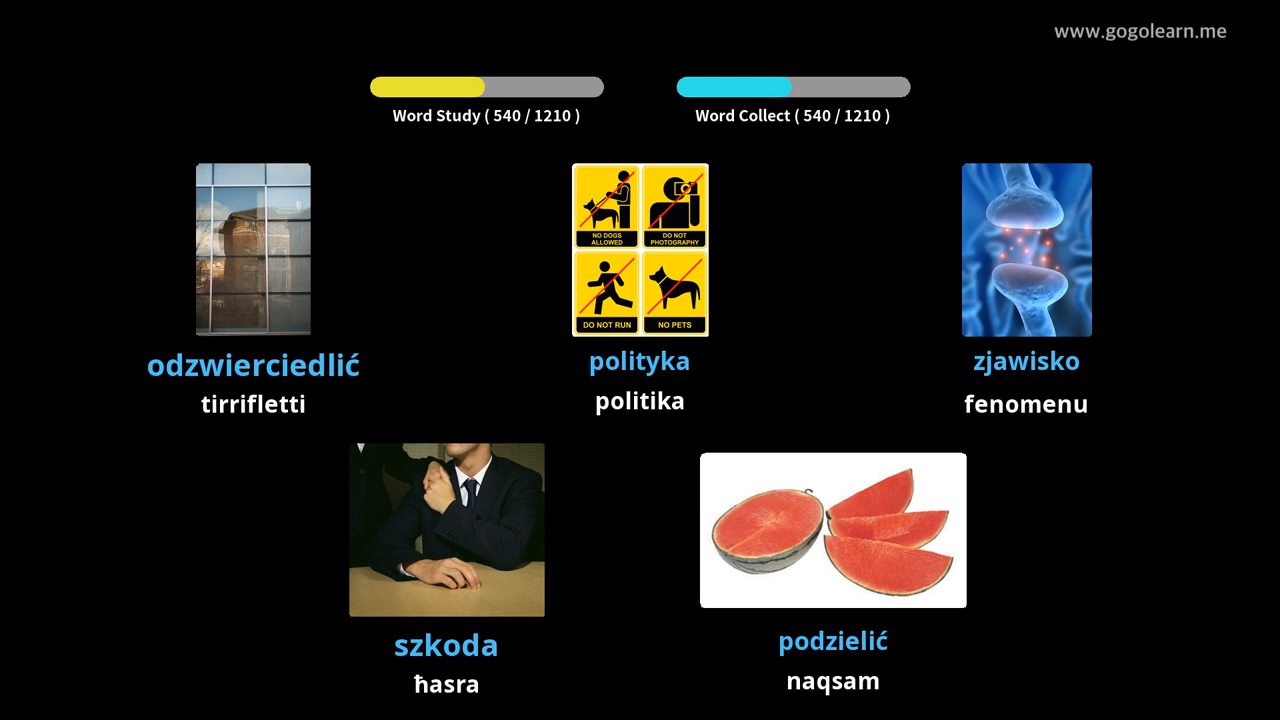 www.gogolearn.me
Word Study ( 540 / 1210 )
Word Collect ( 540 / 1210 )
NO DOGS
ALLOWED
DO NOT
PHOTOGRAPHY
DO NOT RUN
NO PETS
odzwierciedlić
tirrifletti
polityka
politika
zjawisko
fenomenu
szkoda
ħasra
podzielić
naqsam